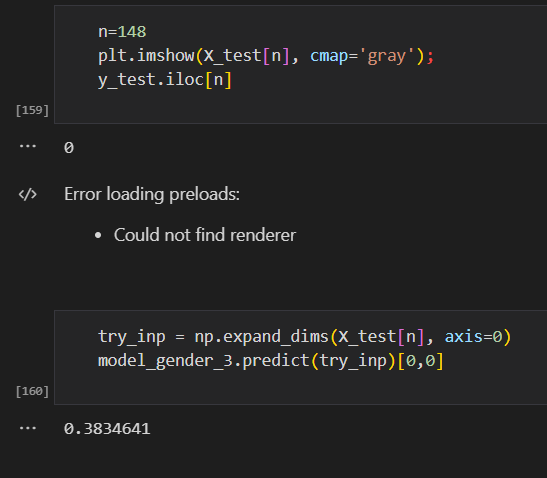 n=148
plt.imshow(X_test[n], cmap='gray');
y_test.iloc[n]
[159]
... 0
</> Error loading preloads:
• Could not find renderer
try_inp = np.expand_dims(X_test[n], axis=0)
model_gender_3.predict(try_inp)[0,0]
[160]
... 0.3834641